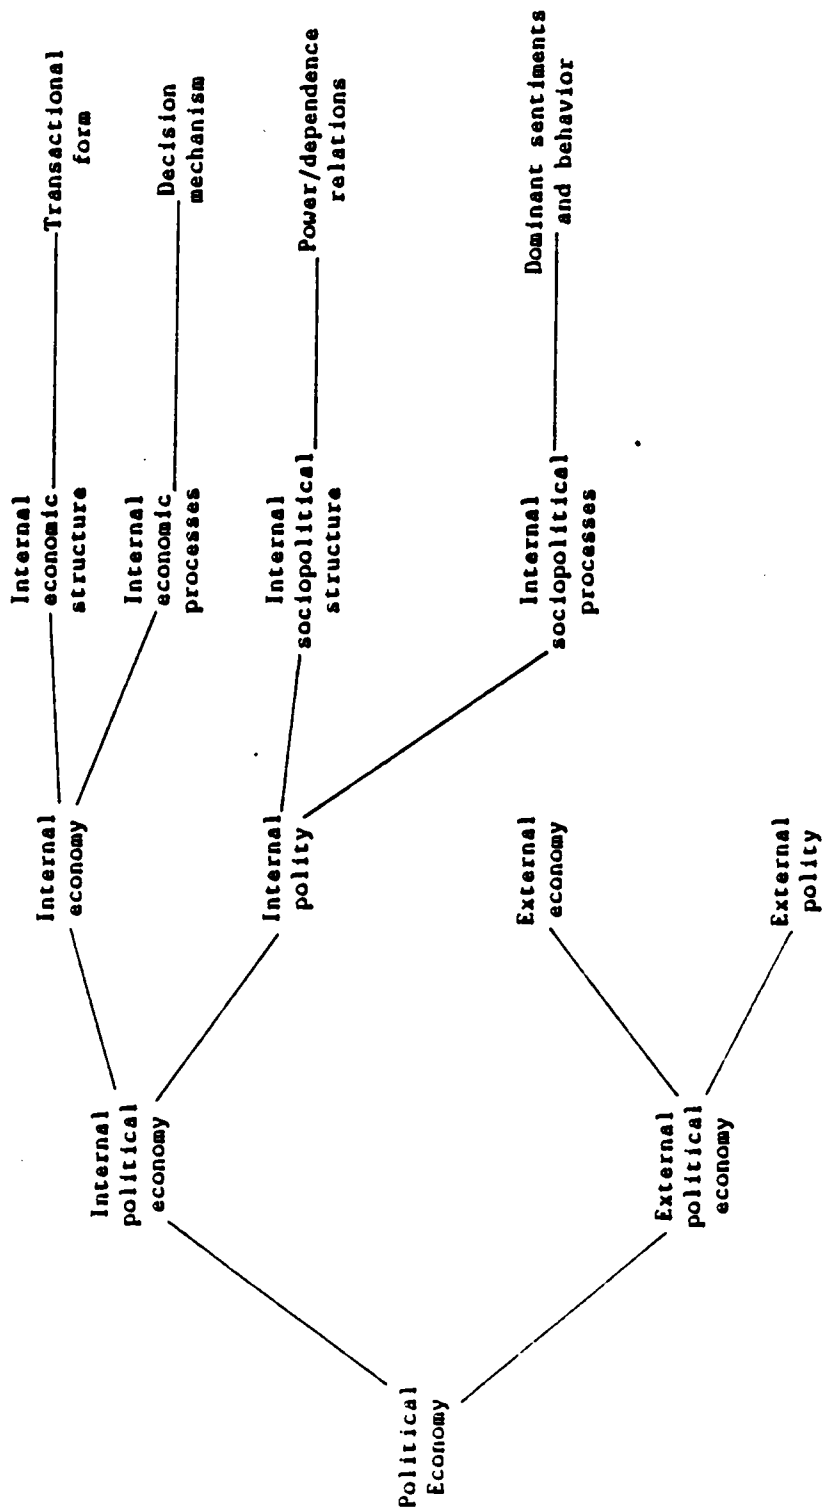 Political
Economy
Internal
political
economy
External
political
economy
Internal
economy
Internal
polity
External
economy
External
polity
Internal
economic
structure
Internal
economic
processes
Internal
sociopolitical
structure
Internal
sociopolitical
processes
Transactional
form
Decision
mechanism
Power/dependence
relations
Dominant sentiments
and behavior